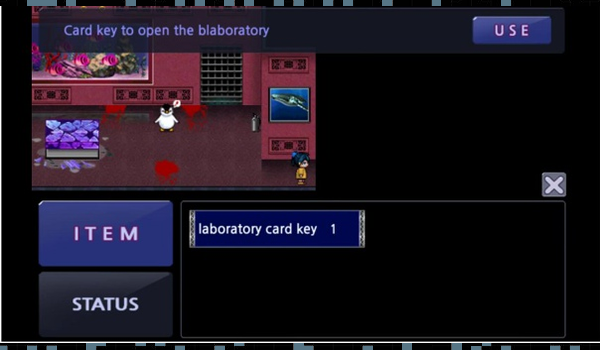 Card key to open the blaboratory
USE
ITEM
laboratory card key 1
STATUS